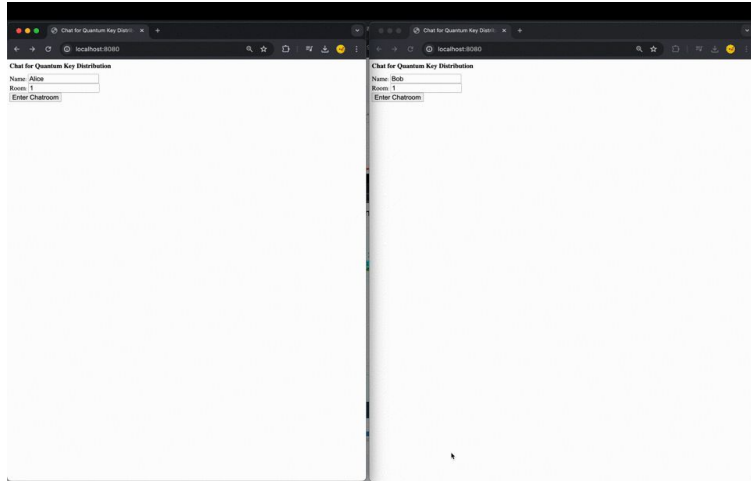 Chat for Quantum Key Distrib
localhost:8080
Chat for Quantum Key Distribution
Name: Alice
Room: 1
Enter Chatroom
Chat for Quantum Key Distrib
localhost:8080
Chat for Quantum Key Distribution
Name: Bob
Room: 1
Enter Chatroom